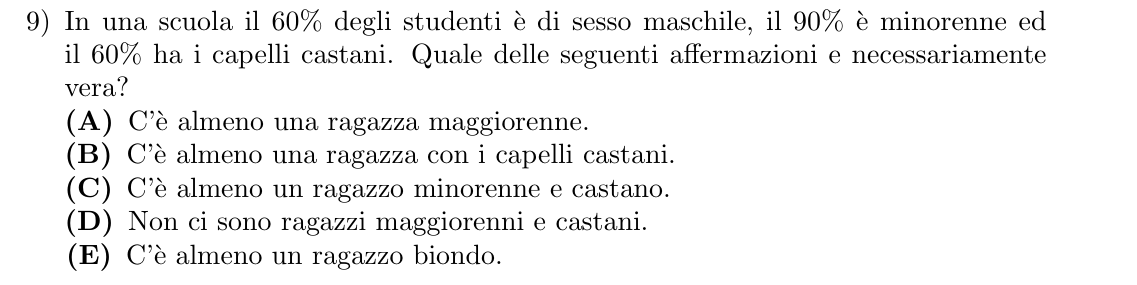 9) In una scuola il 60% degli studenti è di sesso maschile, il 90% è minorenne ed
il 60% ha i capelli castani. Quale delle seguenti affermazioni e necessariamente
vera?
(A) C'è almeno una ragazza maggiorenne.
(B) C'è almeno una ragazza con i capelli castani.
(C) C'è almeno un ragazzo minorenne e castano.
(D) Non ci sono ragazzi maggiorenni e castani.
(E) C'è almeno un ragazzo biondo.